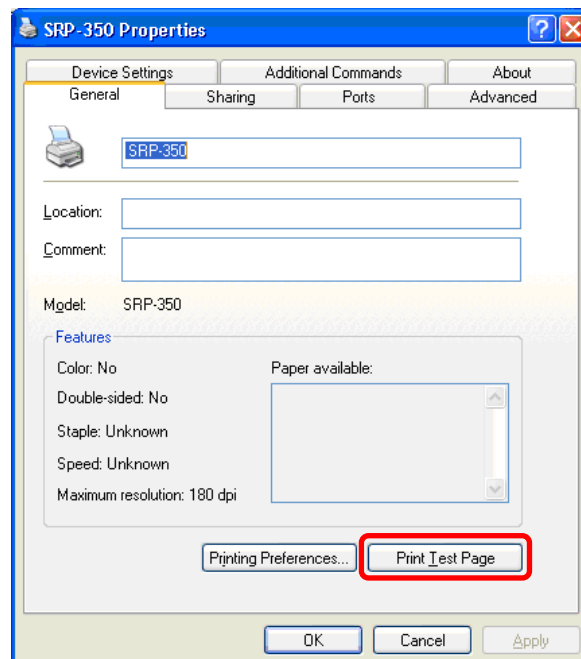 SRP-350 Properties
Device Settings Additional Commands About
General Sharing Ports Advanced
SRP-350
Location:
Comment:
Model: SRP-350
Features
Color: No Paper available:
Double-sided: No
Staple: Unknown
Speed: Unknown
Maximum resolution: 180 dpi
Printing Preferences... Print Test Page
OK Cancel Apply